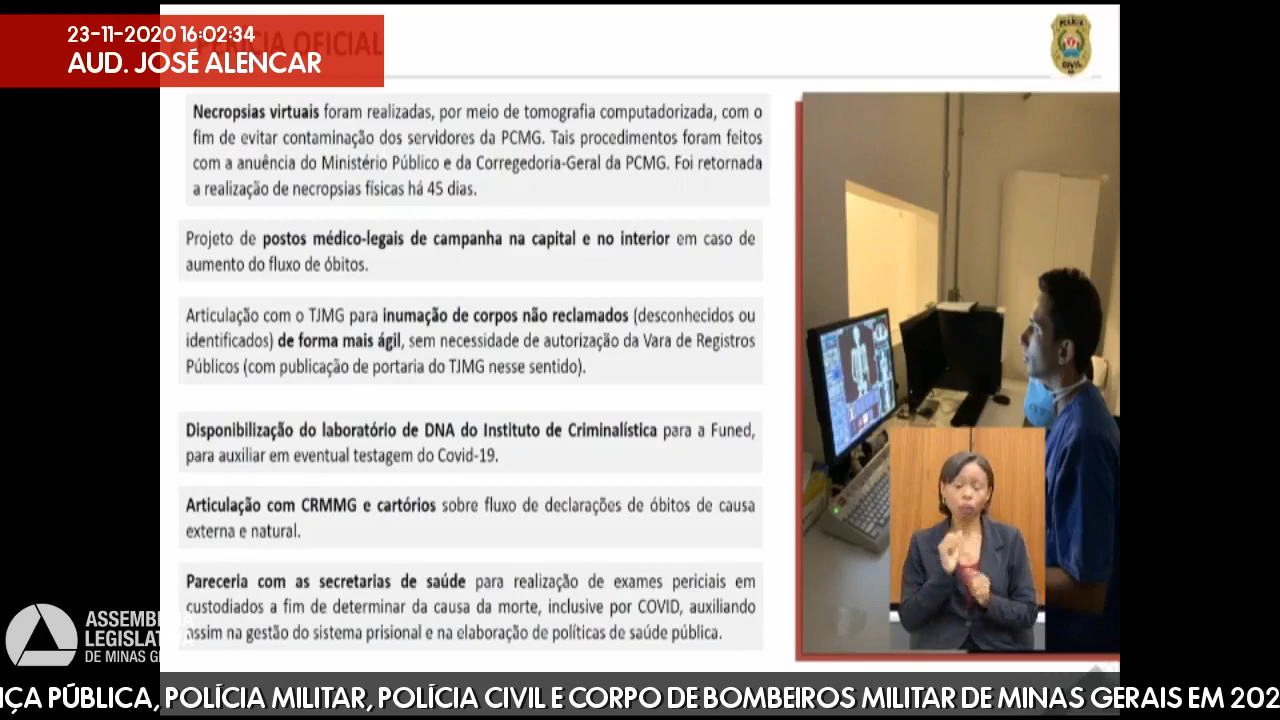 23-11-2020 16:02:34
AUD. JOSÉ ALENCAR
PERÍCIA OFICIAL
POLÍCIA
CIVIL
MG
Necropsias virtuais foram realizadas, por meio de tomografia computadorizada, com o
fim de evitar contaminação dos servidores da PCMG. Tais procedimentos foram feitos
com a anuência do Ministério Público e da Corregedoria-Geral da PCMG. Foi retornada
a realização de necropsias físicas há 45 dias.
Projeto de postos médico-legais de campanha na capital e no interior em caso de
aumento do fluxo de óbitos.
Articulação com o TJMG para inumação de corpos não reclamados (desconhecidos ou
identificados) de forma mais ágil, sem necessidade de autorização da Vara de Registros
Públicos (com publicação de portaria do TJMG nesse sentido).
Disponibilização do laboratório de DNA do Instituto de Criminalística para a Funed,
para auxiliar em eventual testagem do Covid-19.
Articulação com CRMMG e cartórios sobre fluxo de declarações de óbitos de causa
externa e natural.
Pareceria com as secretarias de saúde para realização de exames periciais em
custodiados a fim de determinar da causa da morte, inclusive por COVID, auxiliando
assim na gestão do sistema prisional e na elaboração de políticas de saúde pública.
ASSEMBLEIA
LEGISLATIVA
DE MINAS GE
NÇA PÚBLICA, POLÍCIA MILITAR, POLÍCIA CIVIL E CORPO DE BOMBEIROS MILITAR DE MINAS GERAIS EM 202